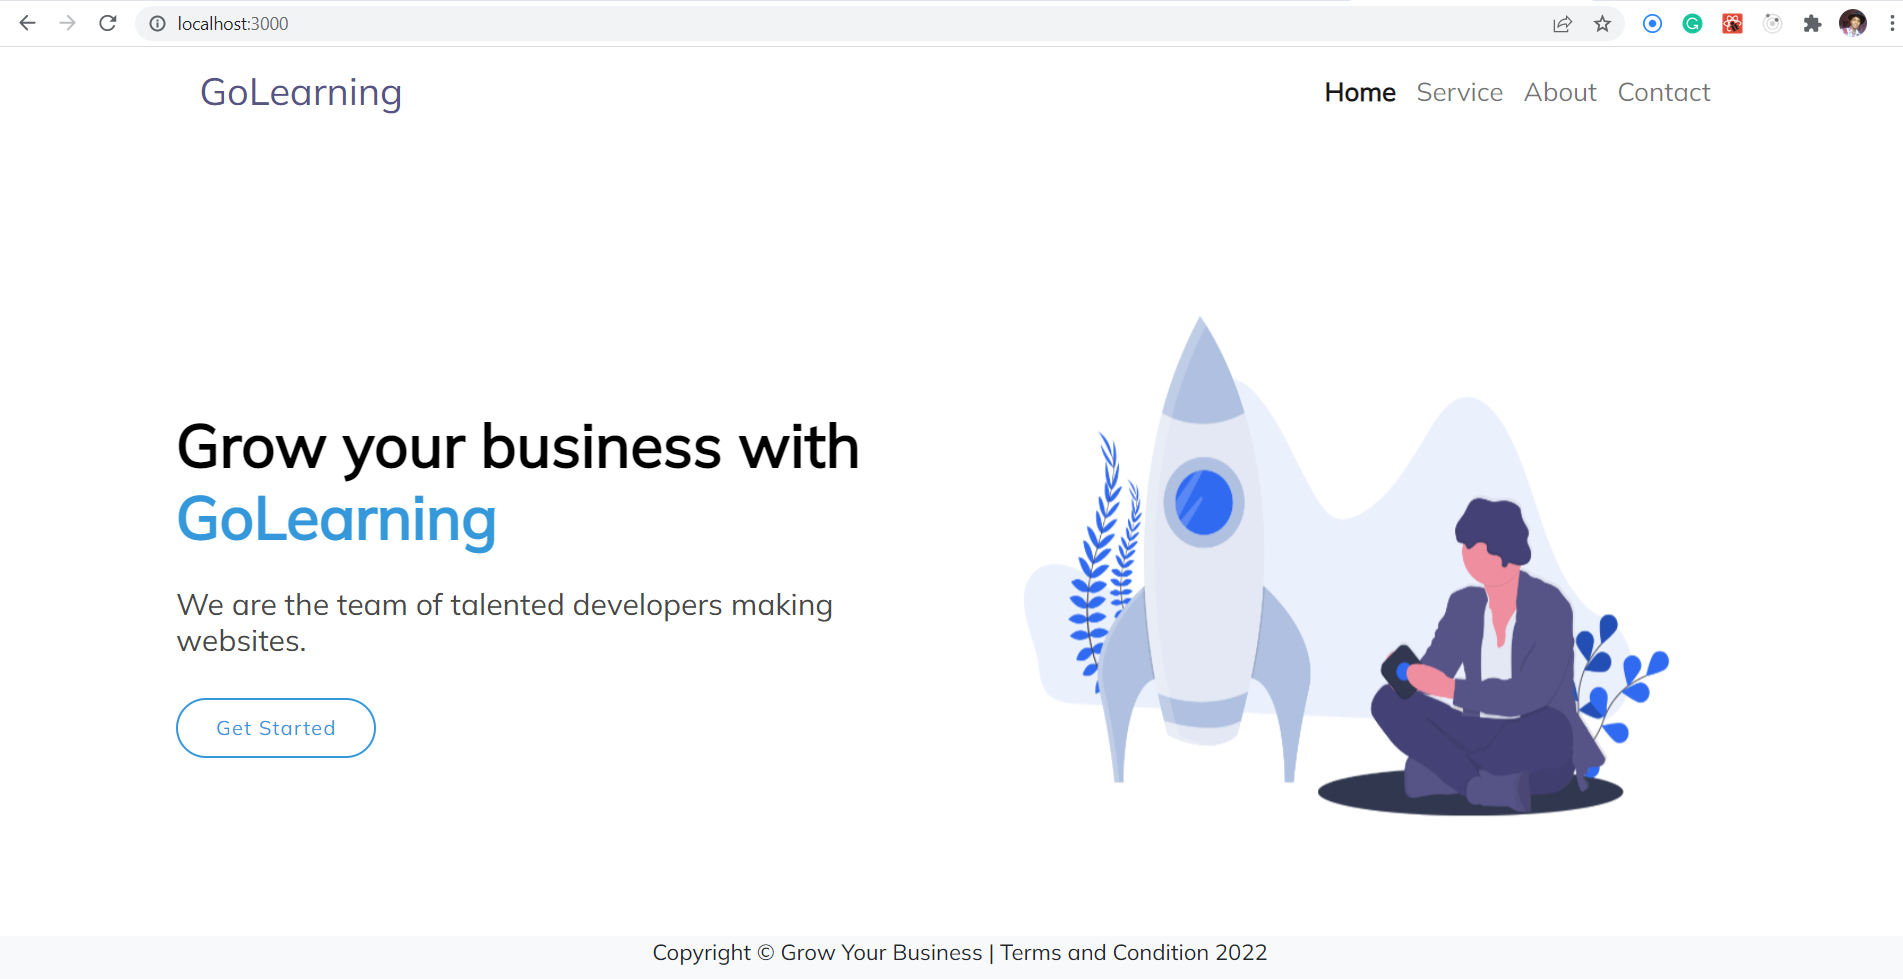 localhost:3000
GoLearning
Home Service About Contact
Grow your business with
GoLearning
We are the team of talented developers making
websites.
Get Started
Copyright © Grow Your Business | Terms and Condition 2022